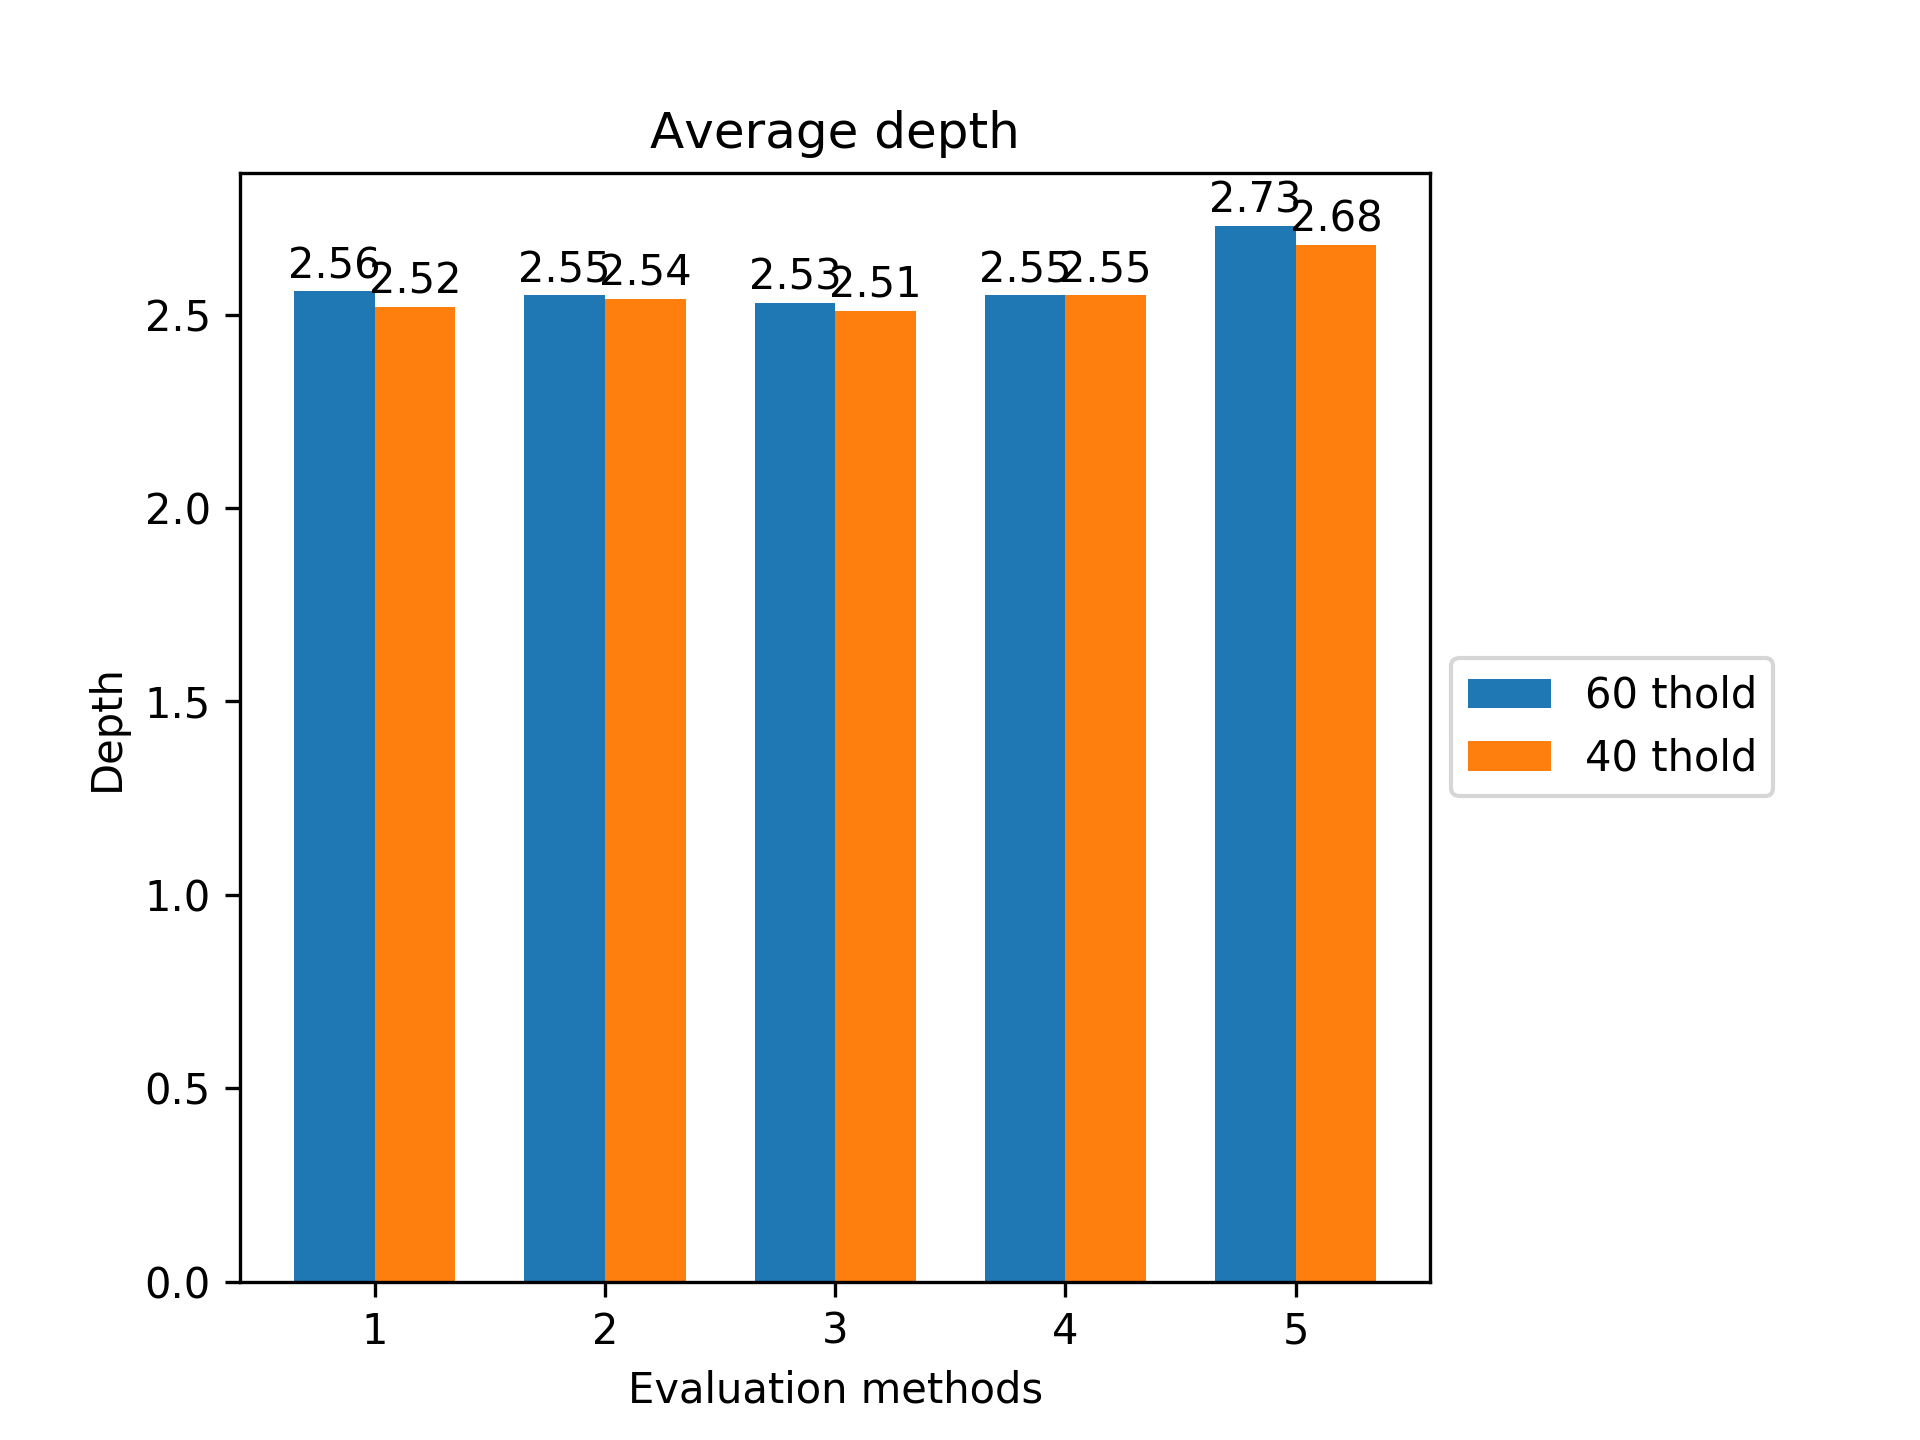 Average depth
2.56 2.52 2.55 2.54 2.53 2.51 2.55 2.55 2.73 2.68
2.5
2.0
1.5
1.0
0.5
0.0
Depth
1 2 3 4 5
Evaluation methods
60 thold
40 thold